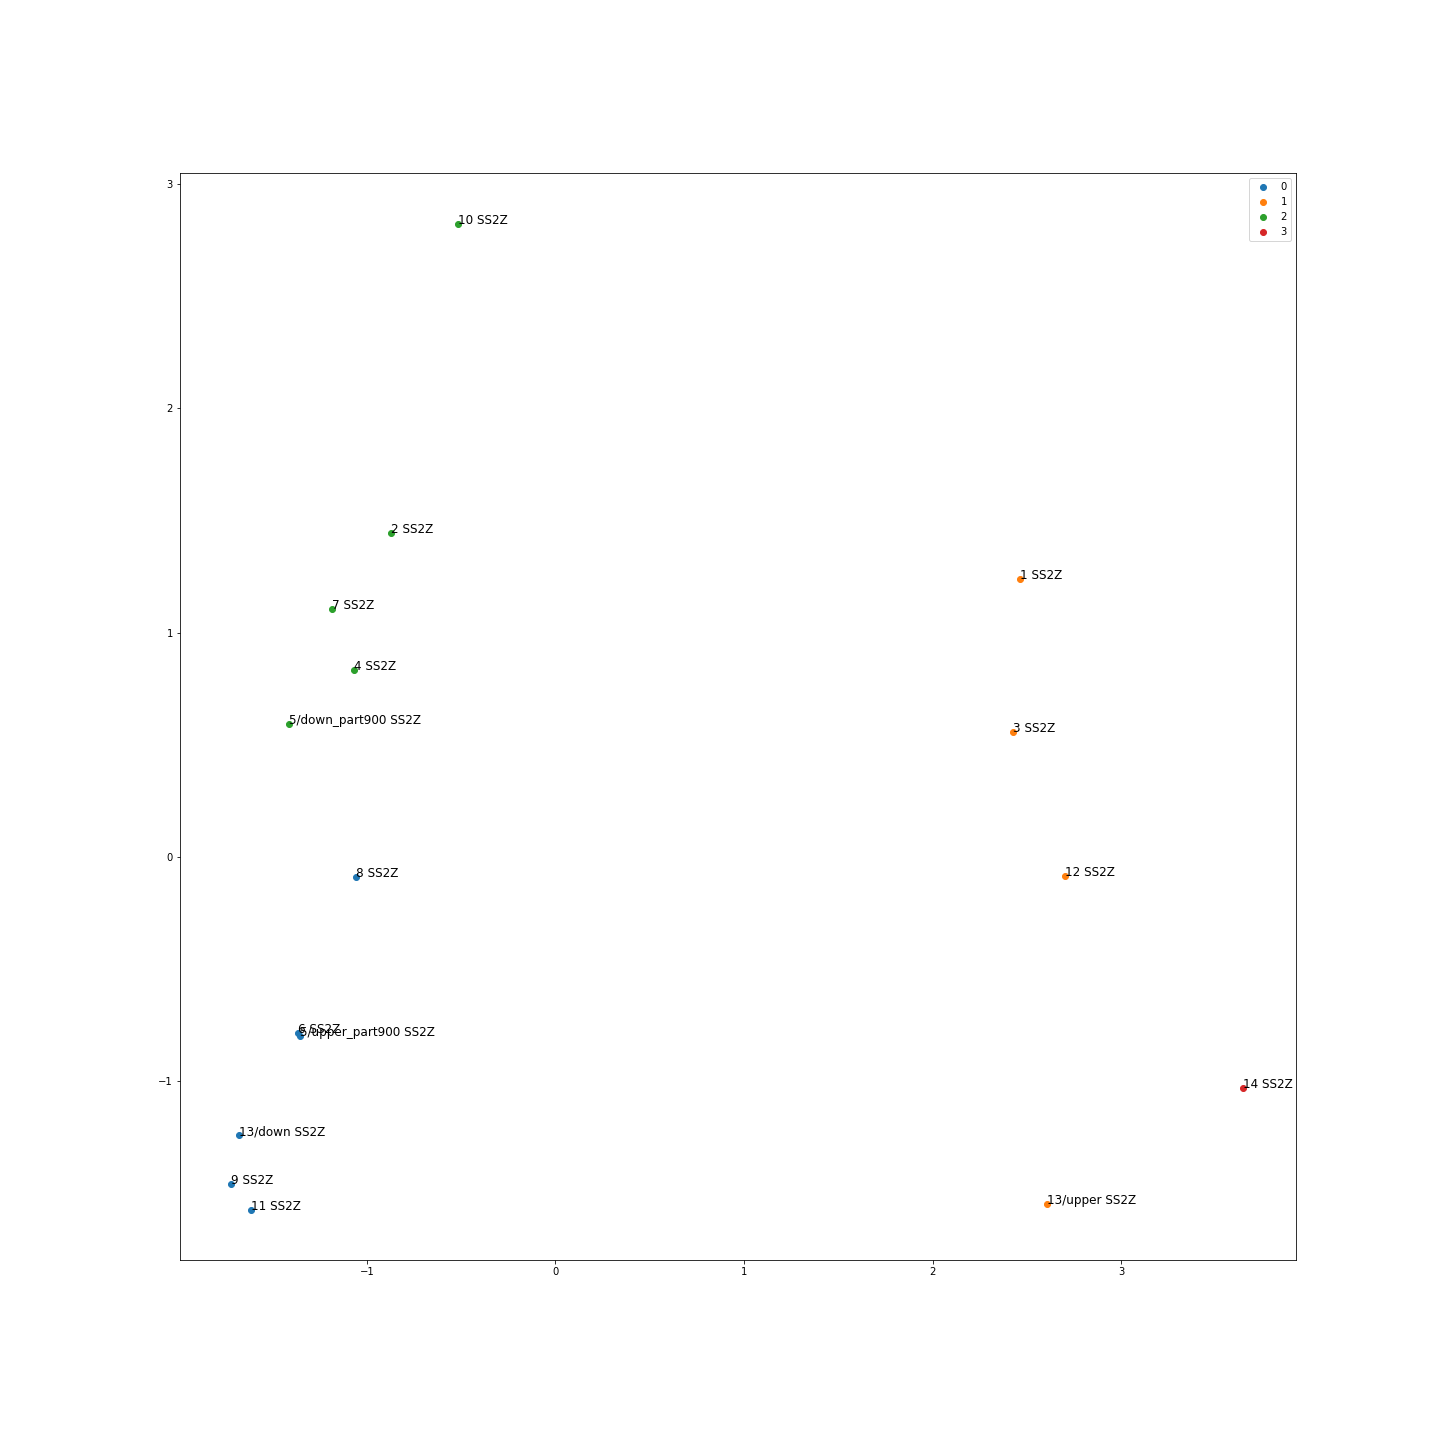 3
0
1
2
3
10 SS2Z
2
2 SS2Z
1 SS2Z
7 SS2Z
1
4 SS2Z
5/down_part900 SS2Z
3 SS2Z
0
8 SS2Z
12 SS2Z
6 SS2Z
5/upper_part900 SS2Z
−1
14 SS2Z
13/down SS2Z
9 SS2Z
11 SS2Z
13/upper SS2Z
−1
0
1
2
3